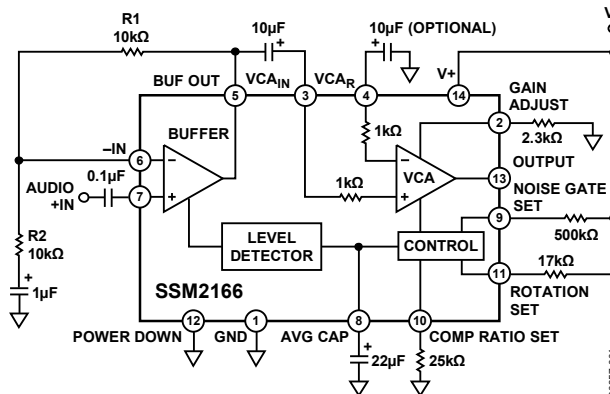 R1
10kΩ
10µF
+
10µF (OPTIONAL)
+
V
V+
BUF OUT
VCAIN
VCAR
5
3
4
14
GAIN
ADJUST
2
2.3kΩ
BUFFER
1kΩ
–IN
6
–
0.1µF
AUDIO
+IN
7
+
1kΩ
–
VCA
+
OUTPUT
13
NOISE GATE
SET
9
500kΩ
R2
10kΩ
LEVEL
DETECTOR
CONTROL
17kΩ
11
ROTATION
SET
+
1µF
SSM2166
12
1
8
10
POWER DOWN
GND
AVG CAP
COMP RATIO SET
+
22µF
25kΩ